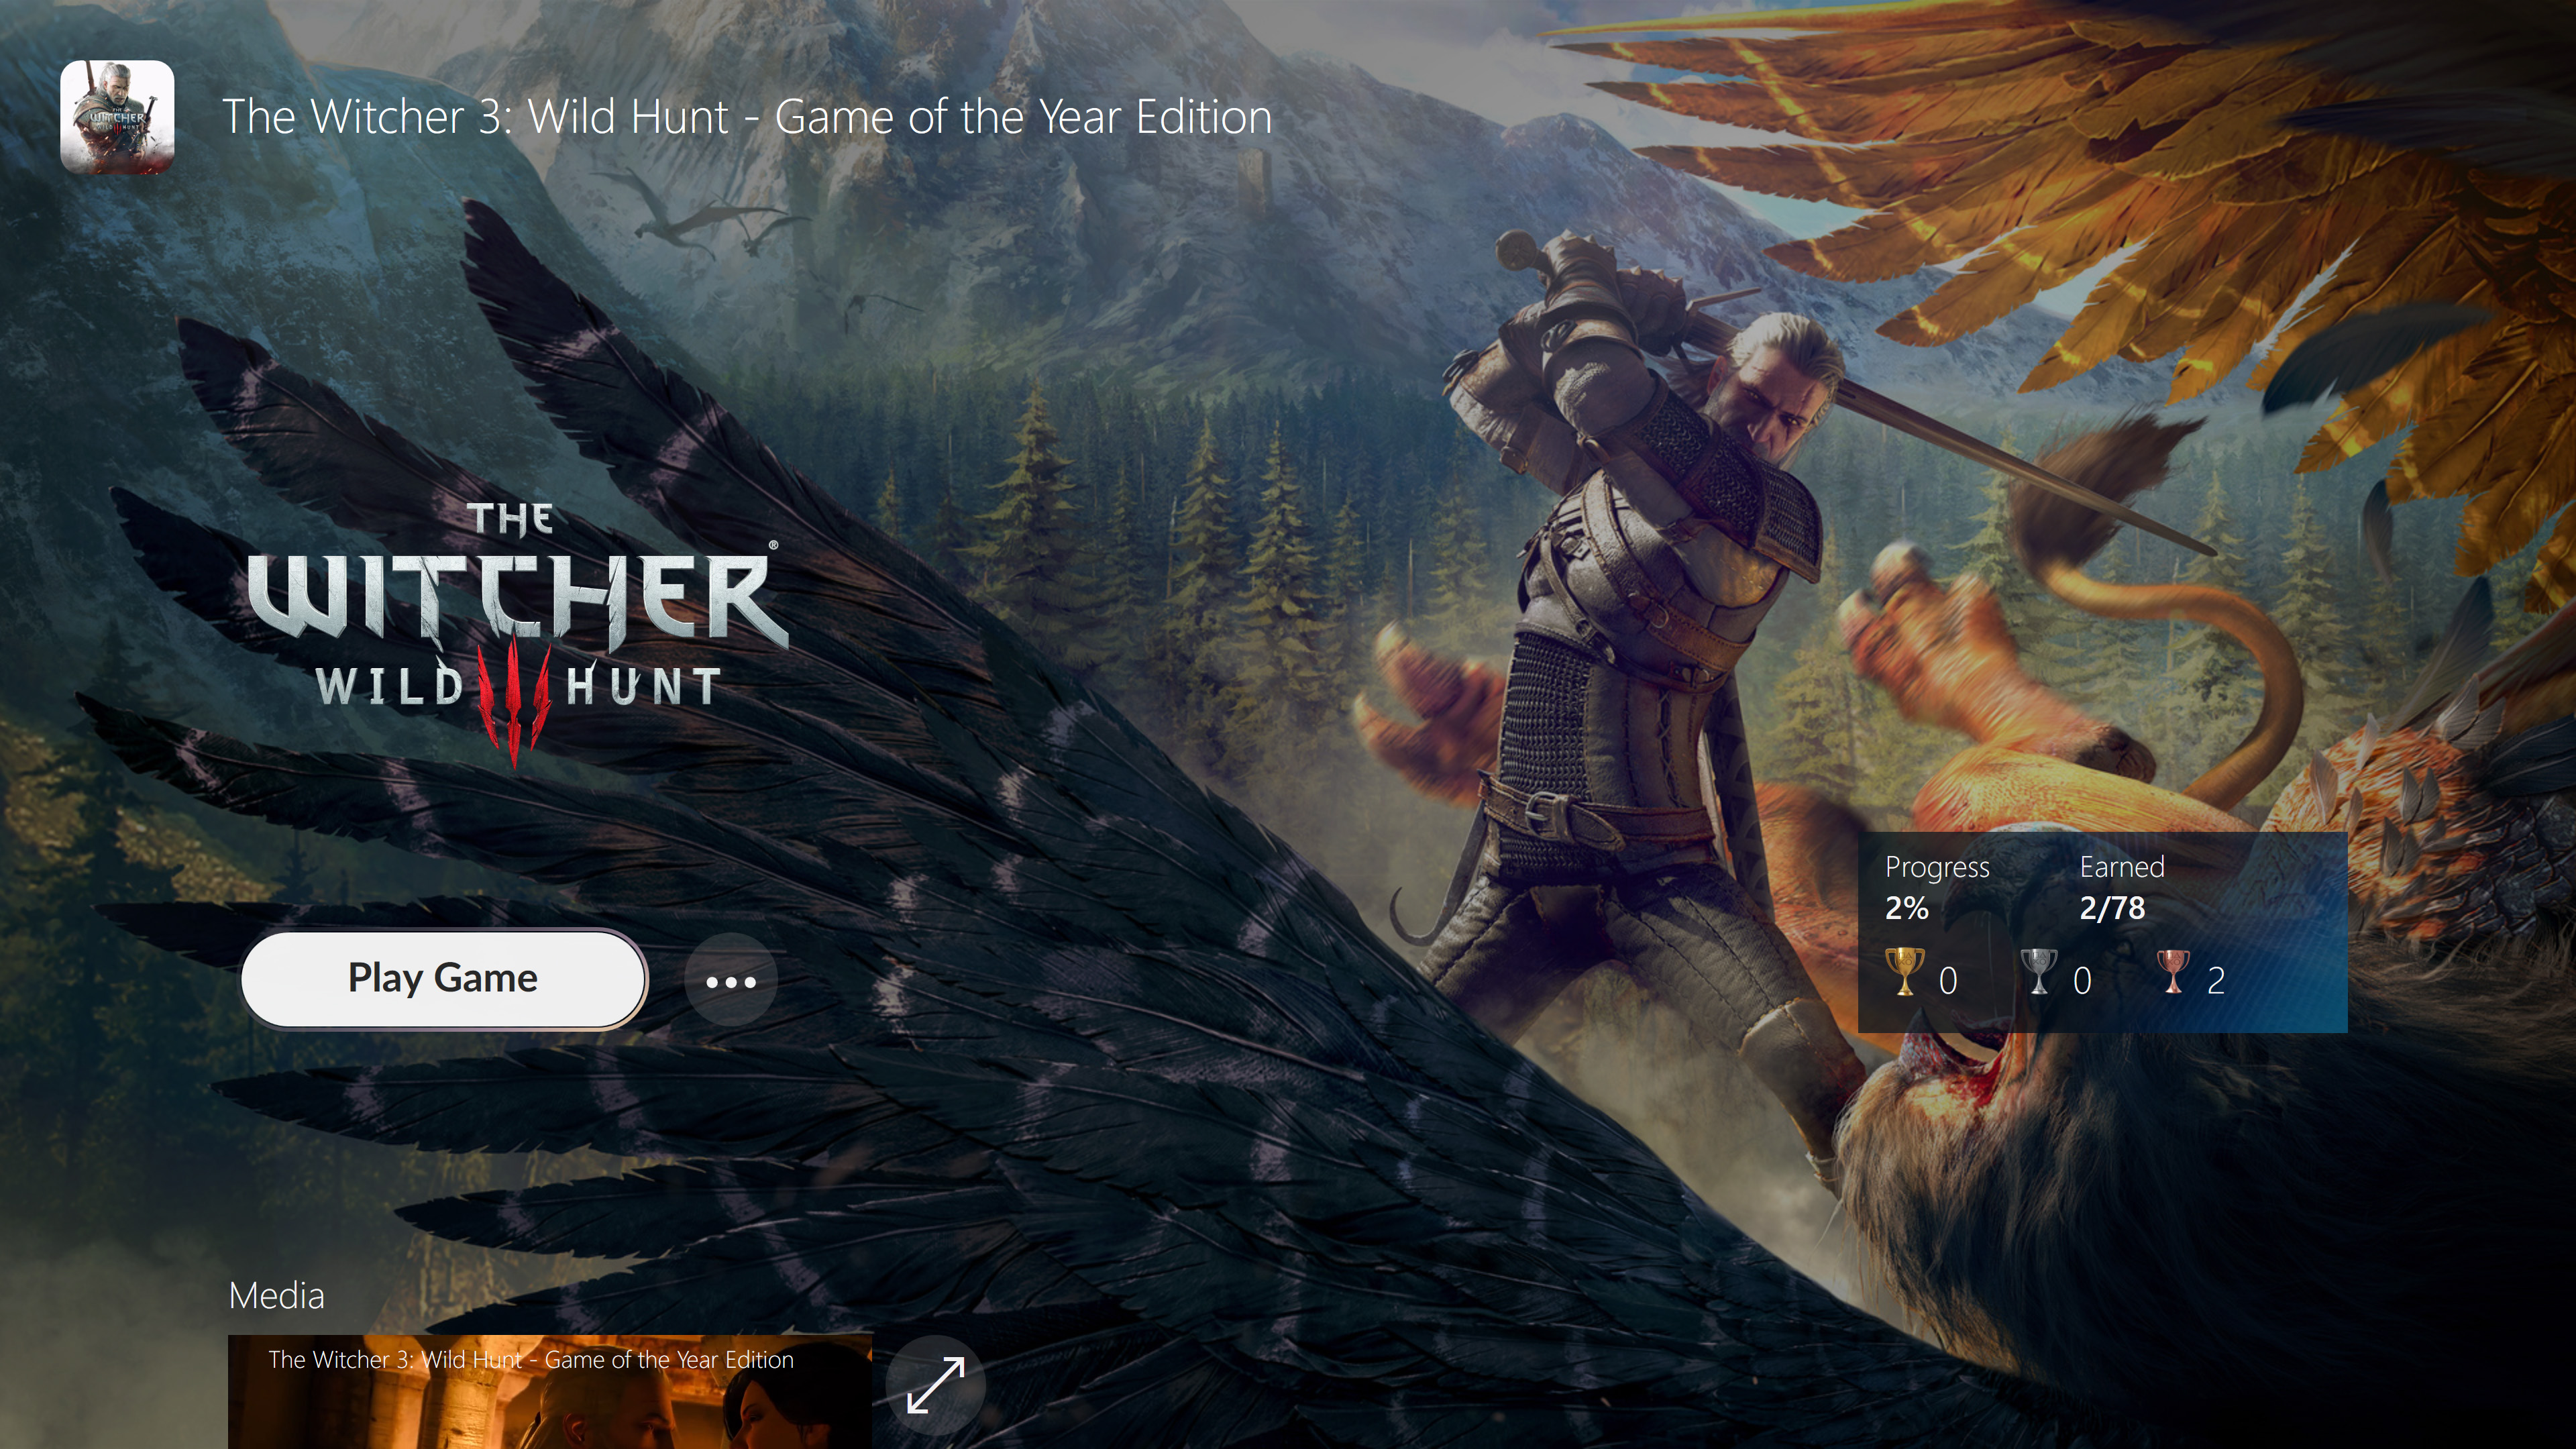 The Witcher 3: Wild Hunt - Game of the Year Edition
THE
WITCHER®
WILD HUNT
Play Game
Progress
2%
Earned
2/78
0
0
2
Media
The Witcher 3: Wild Hunt - Game of the Year Edition